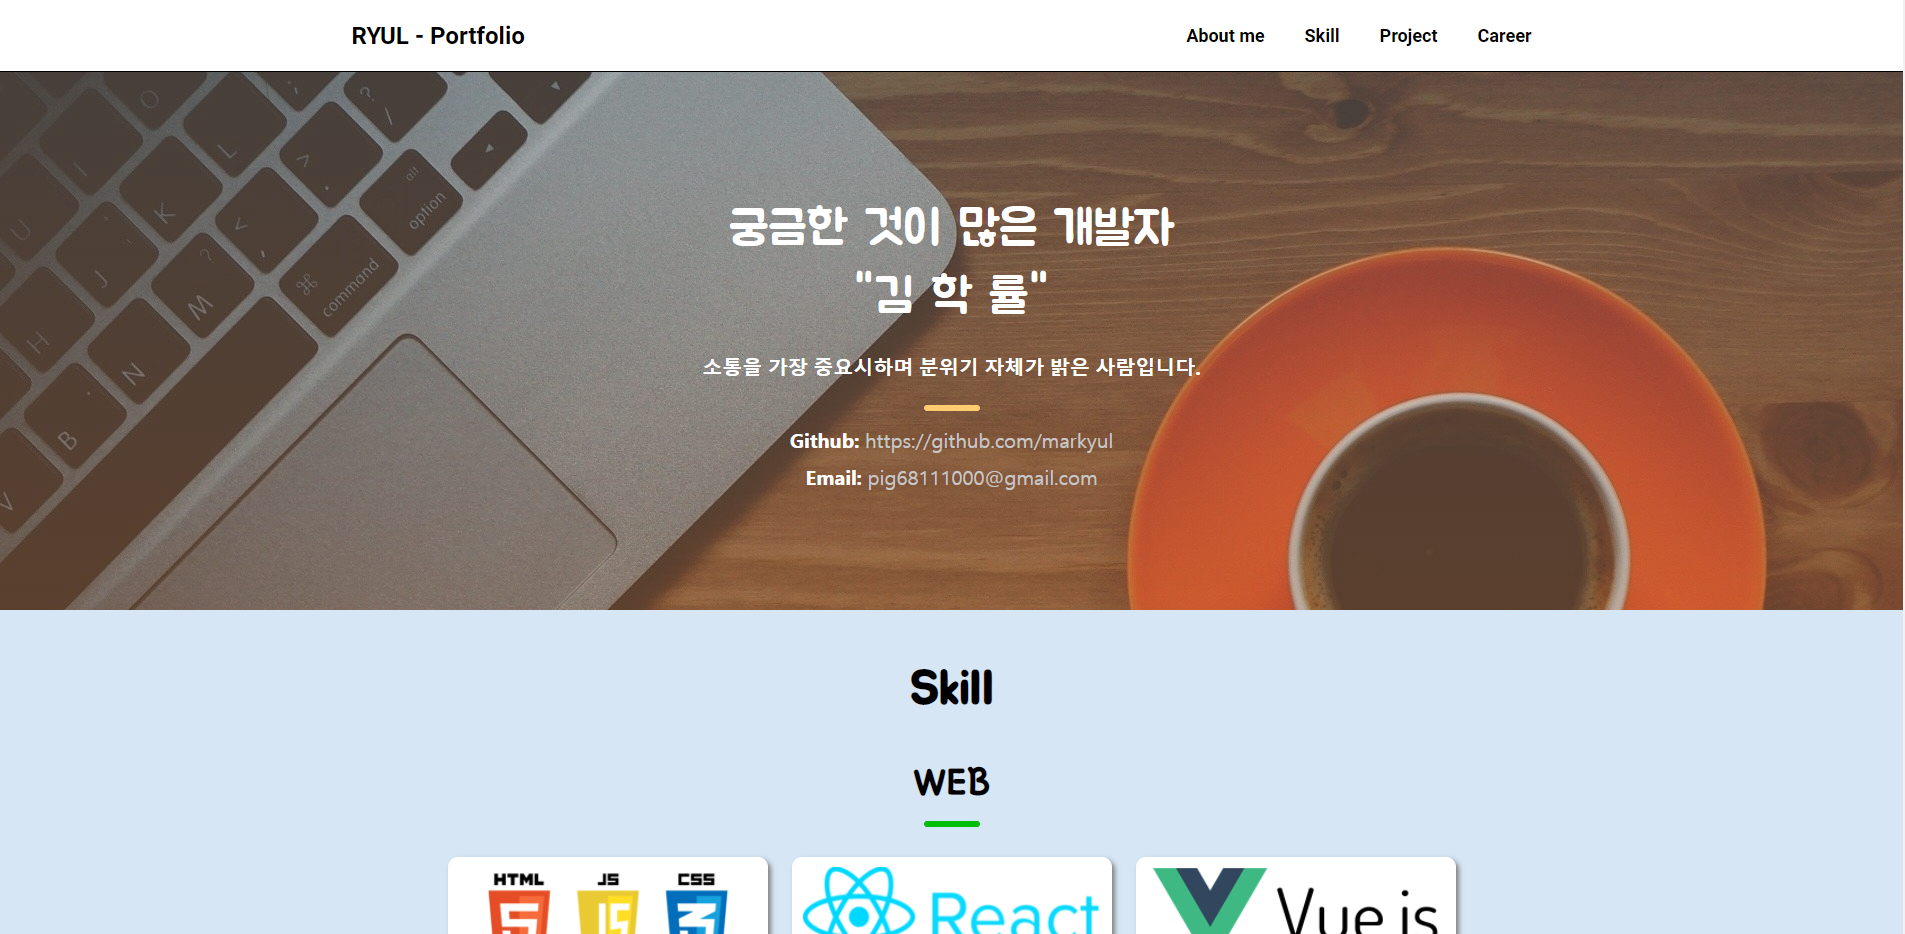 RYUL - Portfolio
About me Skill Project Career
궁금한 것이 많은 개발자
"김 학 률"
소통을 가장 중요시하며 분위기 자체가 밝은 사람입니다.
Github: https://github.com/markyul
Email: pig68111000@gmail.com
alt
option
command
Skill
WEB
HTML JS CSS
React
Vue.js